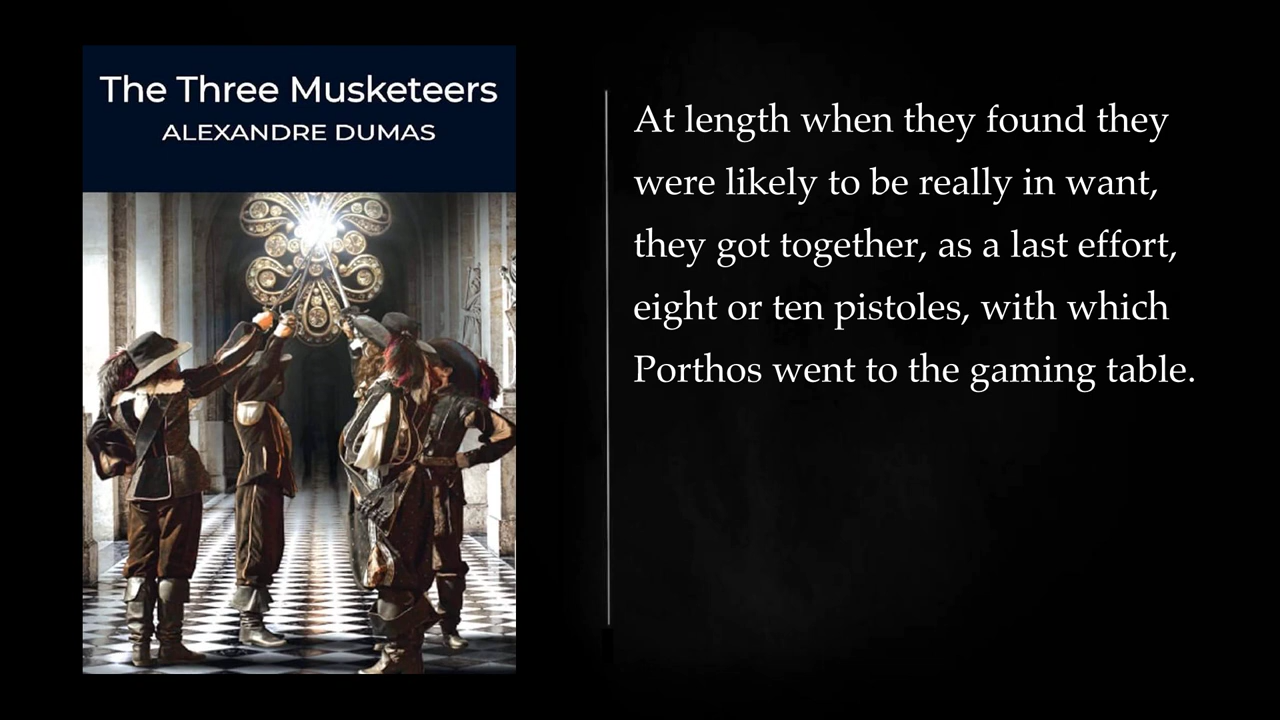 The Three Musketeers
ALEXANDRE DUMAS
At length when they found they
were likely to be really in want,
they got together, as a last effort,
eight or ten pistoles, with which
Porthos went to the gaming table.